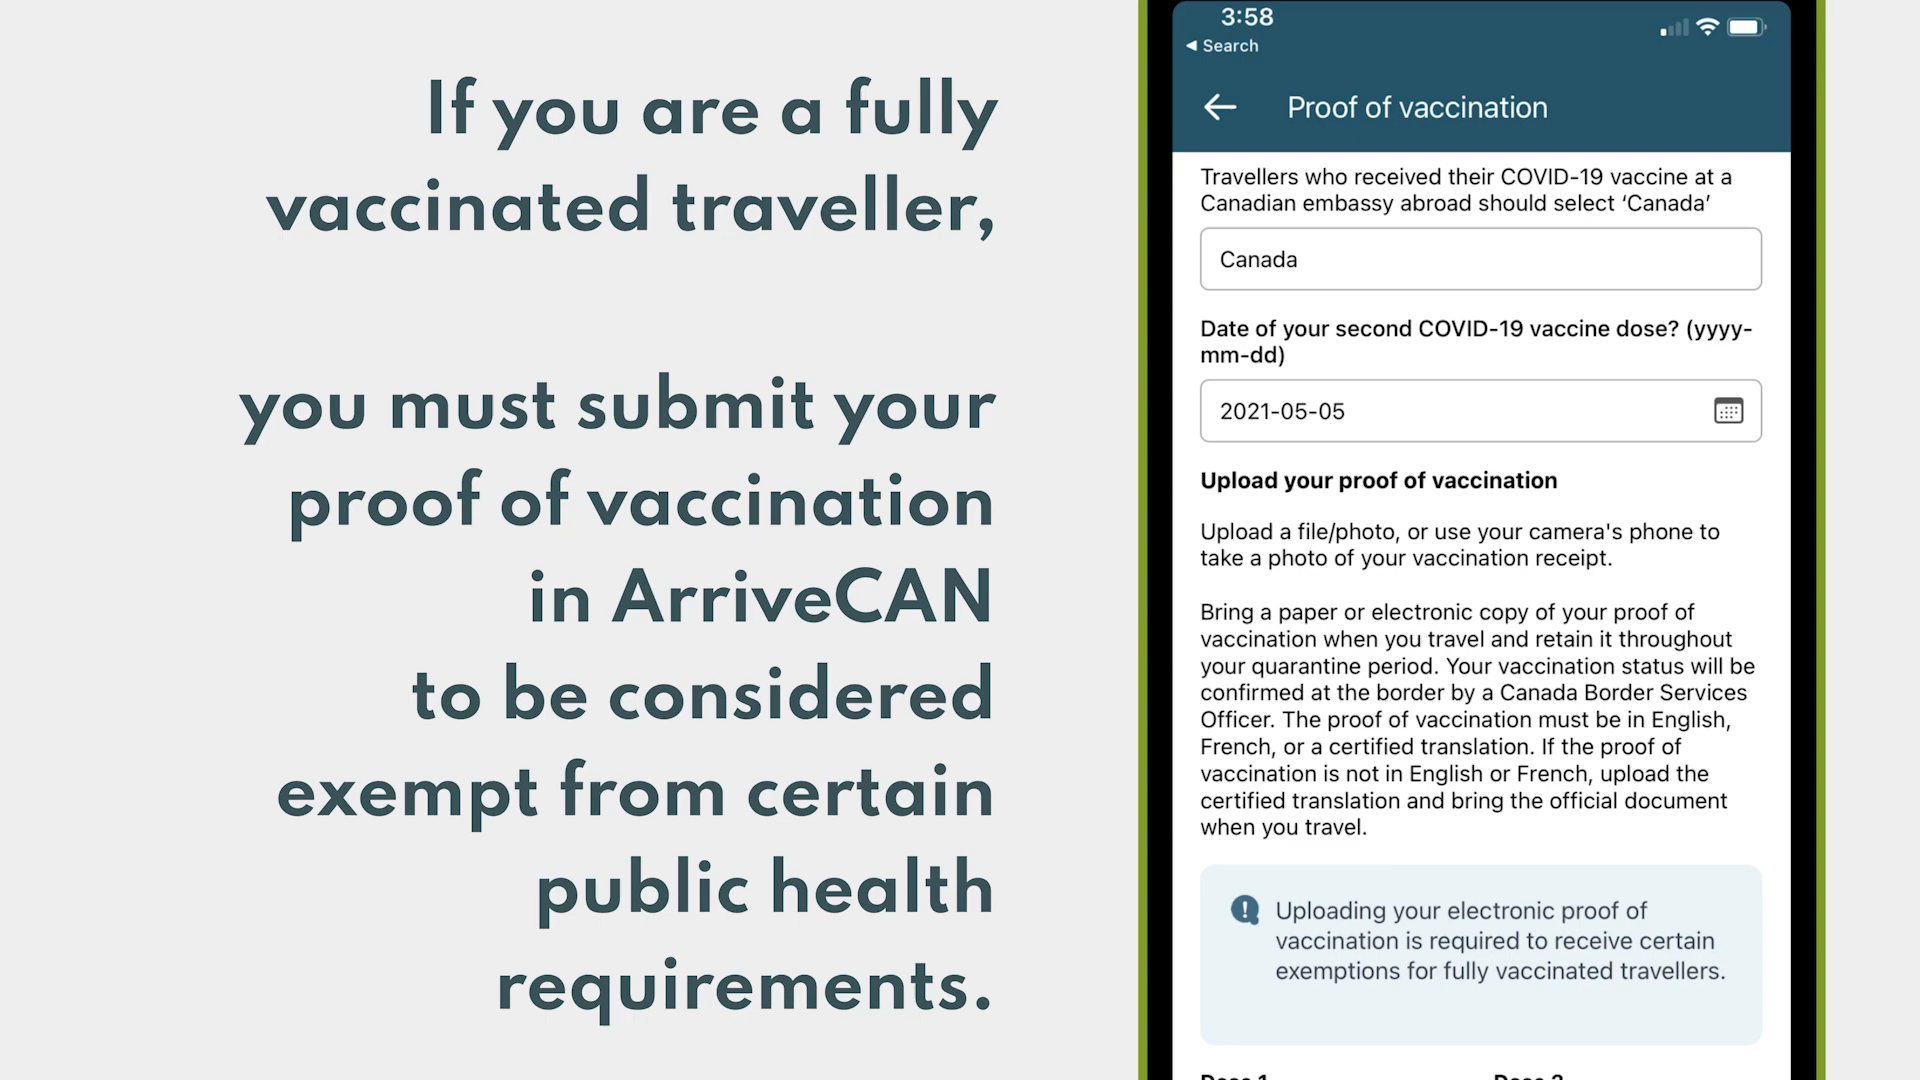 If you are a fully
vaccinated traveller,
you must submit your
proof of vaccination
in ArriveCAN
to be considered
exempt from certain
public health
requirements.
3:58
Search
Proof of vaccination
Travellers who received their COVID-19 vaccine at a
Canadian embassy abroad should select ‘Canada’
Canada
Date of your second COVID-19 vaccine dose? (yyyy-
mm-dd)
2021-05-05
Upload your proof of vaccination
Upload a file/photo, or use your camera's phone to
take a photo of your vaccination receipt.
Bring a paper or electronic copy of your proof of
vaccination when you travel and retain it throughout
your quarantine period. Your vaccination status will be
confirmed at the border by a Canada Border Services
Officer. The proof of vaccination must be in English,
French, or a certified translation. If the proof of
vaccination is not in English or French, upload the
certified translation and bring the official document
when you travel.
Uploading your electronic proof of
vaccination is required to receive certain
exemptions for fully vaccinated travellers.